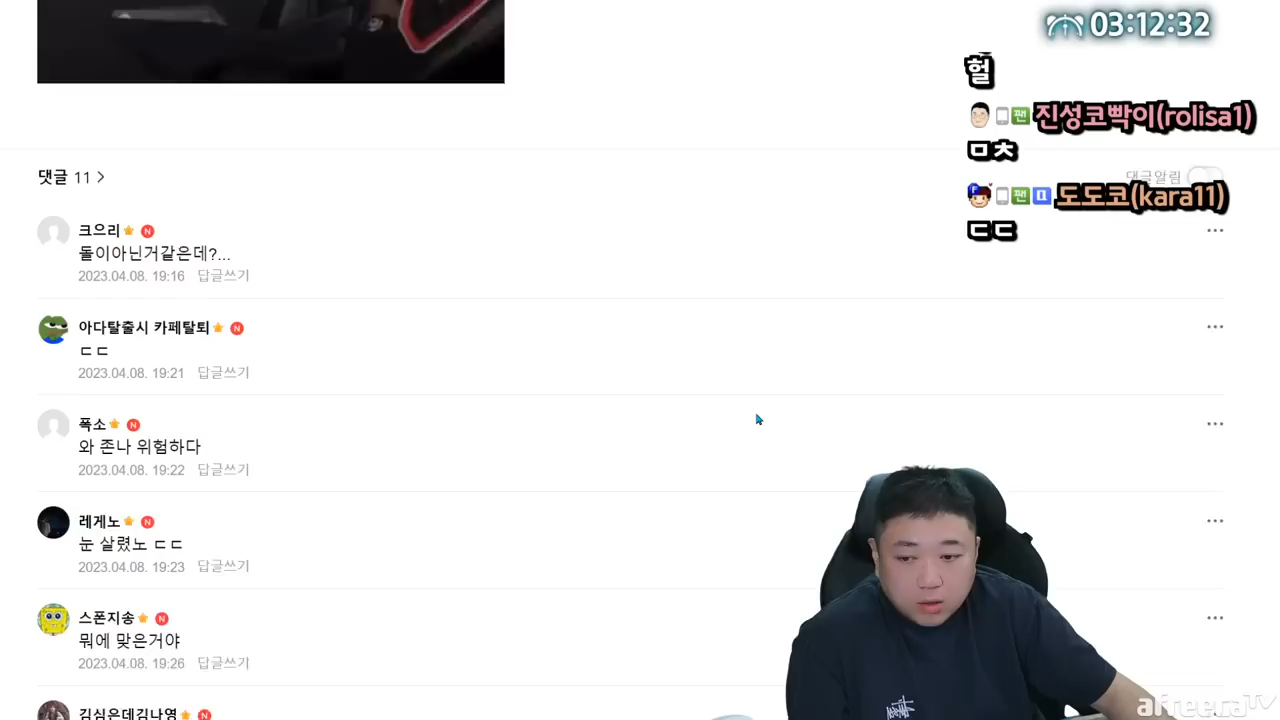 03:12:32
헐
팬 진성코빡이(rolisa1)
ㅁㅊ
팬 도도코(kara11)
ㄷㄷ
댓글 11 >
댓글알림
크으리 N
돌이아닌거같은데?...
2023.04.08. 19:16 답글쓰기
아다탈출시 카페탈퇴 N
ㄷㄷ
2023.04.08. 19:21 답글쓰기
폭소 N
와 존나 위험하다
2023.04.08. 19:22 답글쓰기
레게노 N
눈 살렸노 ㄷㄷ
2023.04.08. 19:23 답글쓰기
스폰지송 N
뭐에 맞은거야
2023.04.08. 19:26 답글쓰기
김심은데김나영 N
afreecaTV